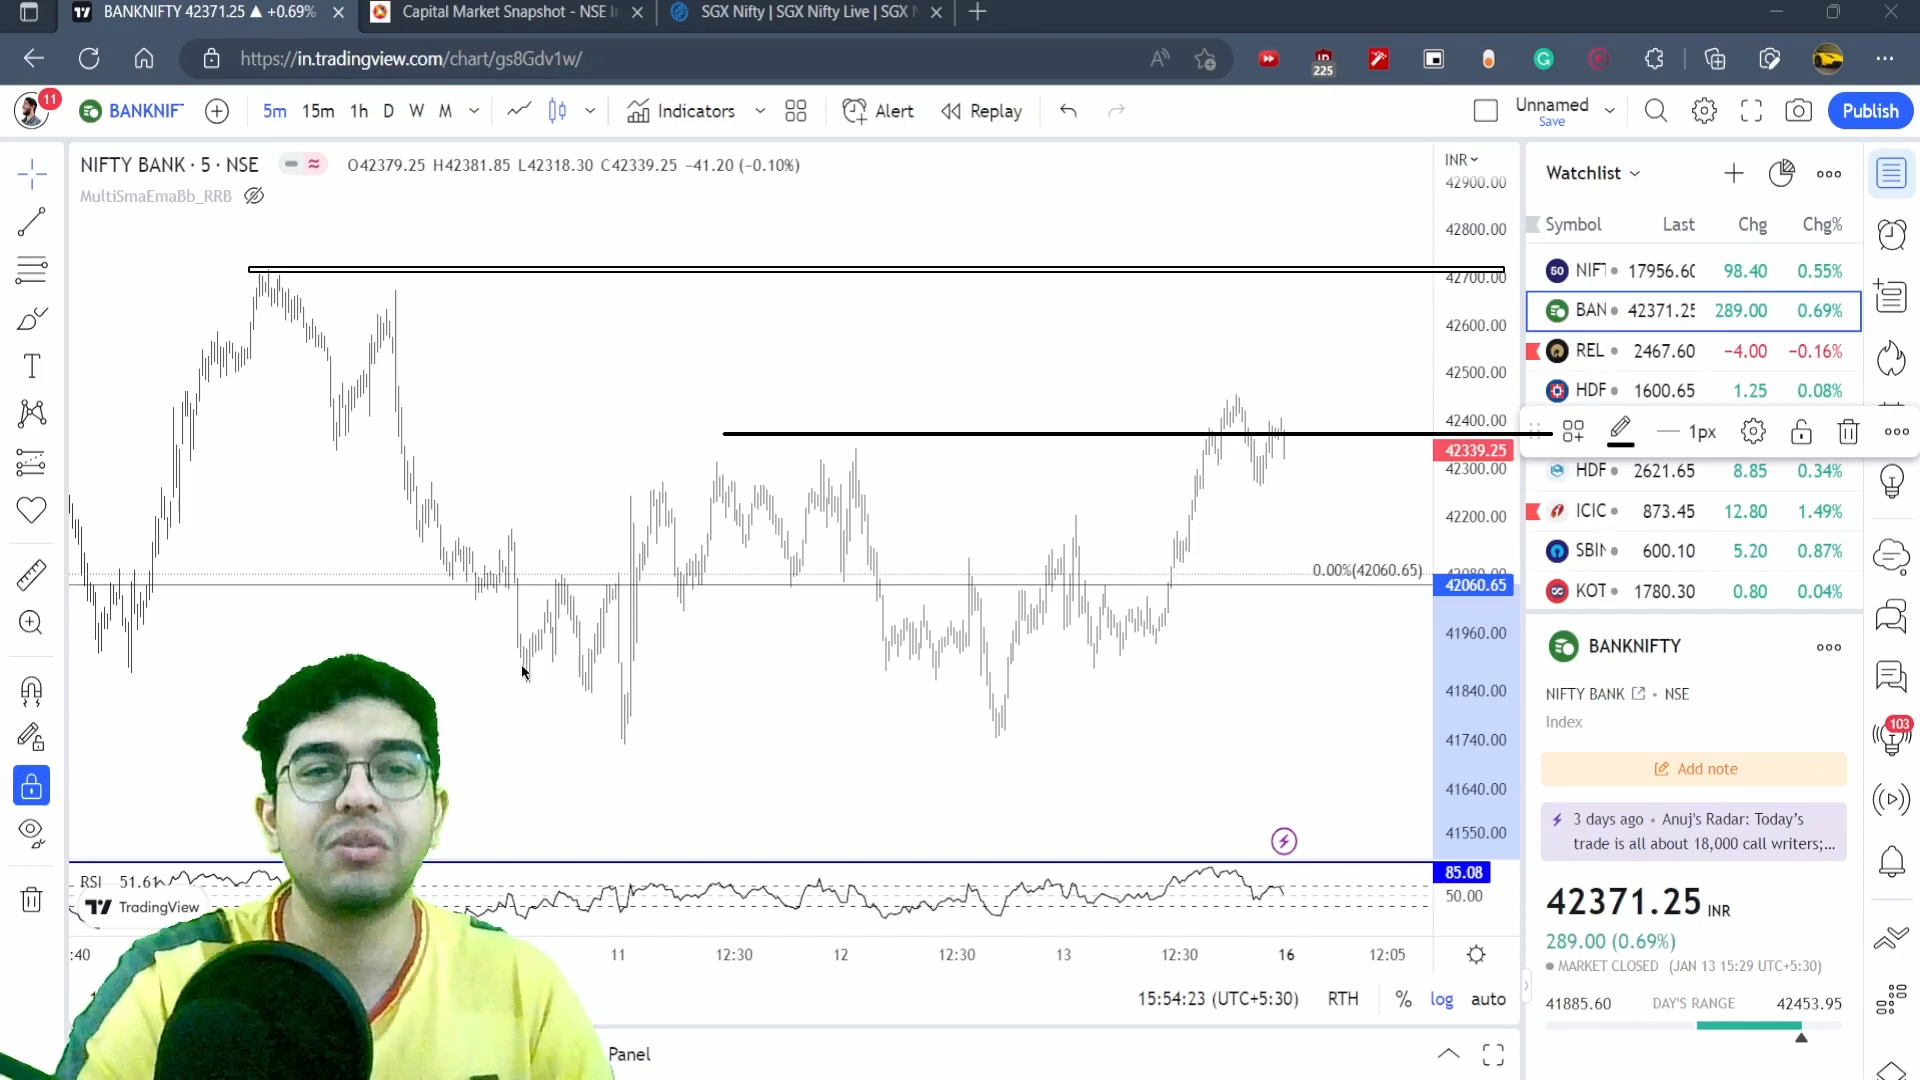 BANKNIFTY 42371.25 ▲ +0.69%
Capital Market Snapshot - NSE In
SGX Nifty | SGX Nifty Live | SGX N
https://in.tradingview.com/chart/gs8Gdv1w/
225
11
BANKNIF
5m 15m 1h D W M
Indicators
Alert
Replay
Unnamed
Save
Publish
NIFTY BANK · 5 · NSE
O42379.25 H42381.85 L42318.30 C42339.25 −41.20 (−0.10%)
MultiSmaEmaBb_RRB
INR
42900.00
42800.00
42700.00
42600.00
42500.00
42400.00
42339.25
42300.00
42200.00
42080.00
0.00%(42060.65)
42060.65
41960.00
41840.00
41740.00
41640.00
41550.00
RSI 51.61
85.08
50.00
TradingView
:40
11 12:30 12 12:30 13 12:30 16 12:05
15:54:23 (UTC+5:30) RTH % log auto
Panel
Watchlist
Symbol Last Chg Chg%
50 NIFT 17956.60 98.40 0.55%
BAN 42371.25 289.00 0.69%
REL 2467.60 −4.00 −0.16%
HDF 1600.65 1.25 0.08%
1px
HDF 2621.65 8.85 0.34%
ICIC 873.45 12.80 1.49%
SBIN 600.10 5.20 0.87%
KOT 1780.30 0.80 0.04%
BANKNIFTY
NIFTY BANK • NSE
Index
Add note
3 days ago • Anuj's Radar: Today's
trade is all about 18,000 call writers;...
42371.25 INR
289.00 (0.69%)
MARKET CLOSED (JAN 13 15:29 UTC+5:30)
41885.60 DAY'S RANGE 42453.95
103